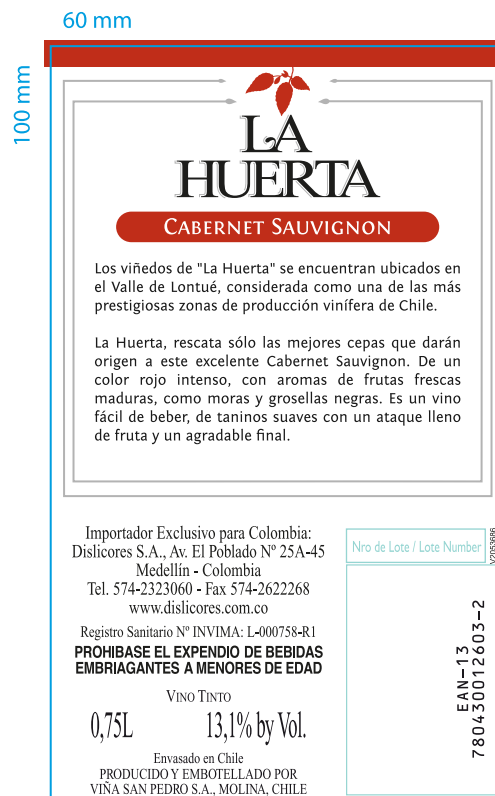 60 mm
100 mm
LA
HUERTA
CABERNET SAUVIGNON
Los viñedos de "La Huerta" se encuentran ubicados en
el Valle de Lontué, considerada como una de las más
prestigiosas zonas de producción vinífera de Chile.
La Huerta, rescata sólo las mejores cepas que darán
origen a este excelente Cabernet Sauvignon. De un
color rojo intenso, con aromas de frutas frescas
maduras, como moras y grosellas negras. Es un vino
fácil de beber, de taninos suaves con un ataque lleno
de fruta y un agradable final.
Importador Exclusivo para Colombia:
Dislicores S.A., Av. El Poblado Nº 25A-45
Medellín - Colombia
Tel. 574-2323060 - Fax 574-2622268
www.dislicores.com.co
Registro Sanitario Nº INVIMA: L-000758-R1
PROHIBASE EL EXPENDIO DE BEBIDAS
EMBRIAGANTES A MENORES DE EDAD
VINO TINTO
0,75L 13,1% by Vol.
Envasado en Chile
PRODUCIDO Y EMBOTELLADO POR
VIÑA SAN PEDRO S.A., MOLINA, CHILE
Nro de Lote / Lote Number
V2053686
EAN-13
780430012603-2